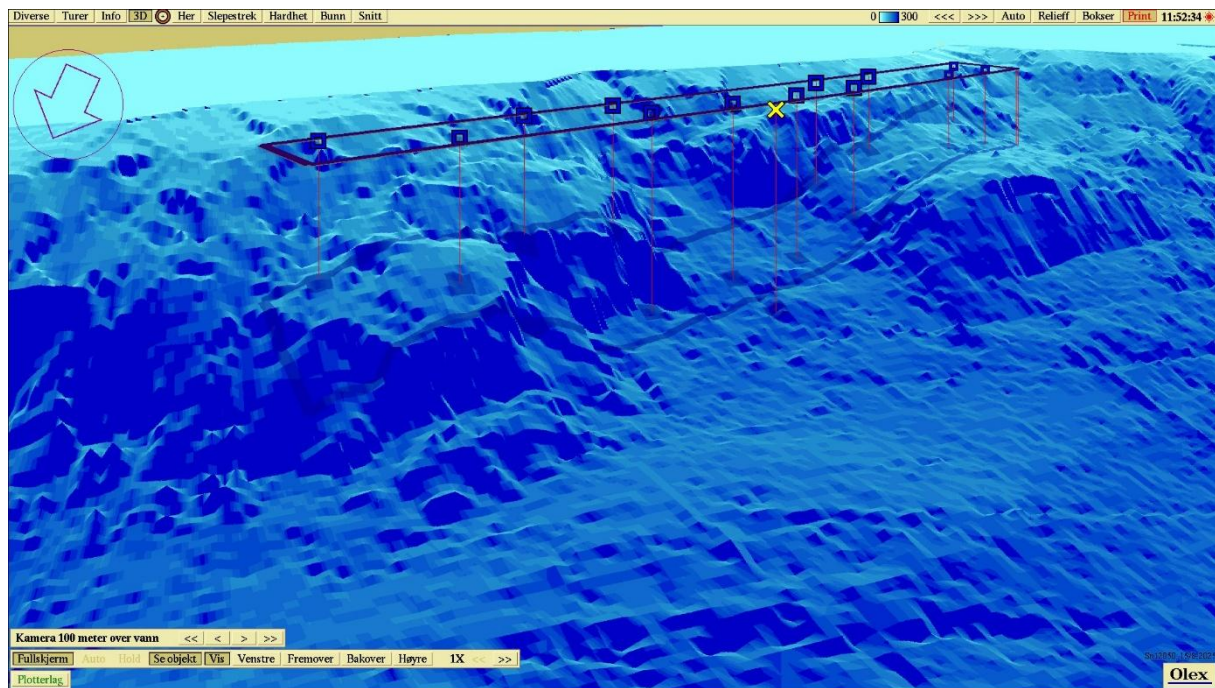 Diverse Turer Info 3D Her Slepestrek Hardhet Bunn Snitt 0 300 <<< >>> Auto Relieff Bokser Print 11:52:34
Kamera 100 meter over vann << < > >>
Fullskjerm Auto Hold Se objekt Vis Venstre Fremover Bakover Høyre 1X << >>
Plotterlag
Olex